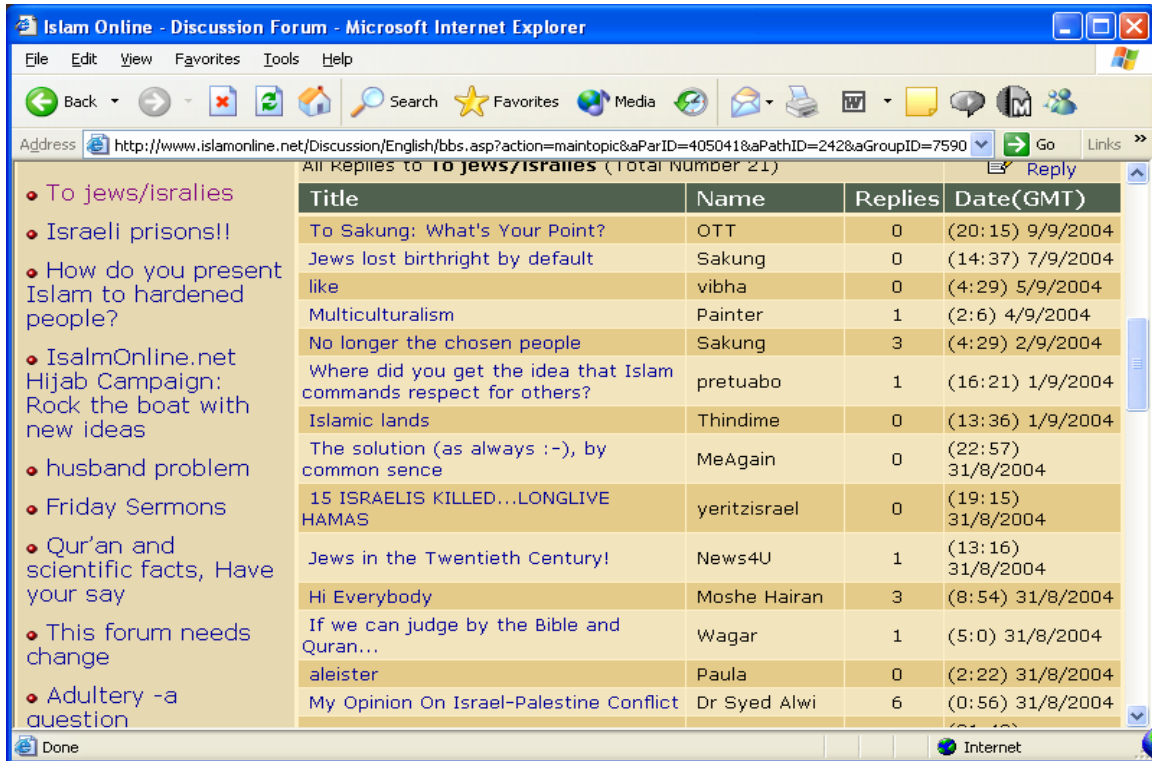 Islam Online - Discussion Forum - Microsoft Internet Explorer
File Edit View Favorites Tools Help
Back Search Favorites Media
Address http://www.islamonline.net/Discussion/English/bbs.asp?action=maintopic&aParID=405041&aPathID=242&aGroupID=7590 Go Links »
To jews/isralies
Israeli prisons!!
How do you present
Islam to hardened
people?
IsalmOnline.net
Hijab Campaign:
Rock the boat with
new ideas
husband problem
Friday Sermons
Qur'an and
scientific facts, Have
your say
This forum needs
change
Adultery -a
question
All Replies to To jews/isralies (Total Number 21) Reply
Title Name Replies Date(GMT)
To Sakung: What's Your Point? OTT 0 (20:15) 9/9/2004
Jews lost birthright by default Sakung 0 (14:37) 7/9/2004
like vibha 0 (4:29) 5/9/2004
Multiculturalism Painter 1 (2:6) 4/9/2004
No longer the chosen people Sakung 3 (4:29) 2/9/2004
Where did you get the idea that Islam
commands respect for others? pretuabo 1 (16:21) 1/9/2004
Islamic lands Thindime 0 (13:36) 1/9/2004
The solution (as always :-), by
common sence MeAgain 0 (22:57)
31/8/2004
15 ISRAELIS KILLED...LONGLIVE
HAMAS yeritzisrael 0 (19:15)
31/8/2004
Jews in the Twentieth Century! News4U 1 (13:16)
31/8/2004
Hi Everybody Moshe Hairan 3 (8:54) 31/8/2004
If we can judge by the Bible and
Quran... Wagar 1 (5:0) 31/8/2004
aleister Paula 0 (2:22) 31/8/2004
My Opinion On Israel-Palestine Conflict Dr Syed Alwi 6 (0:56) 31/8/2004
Done Internet